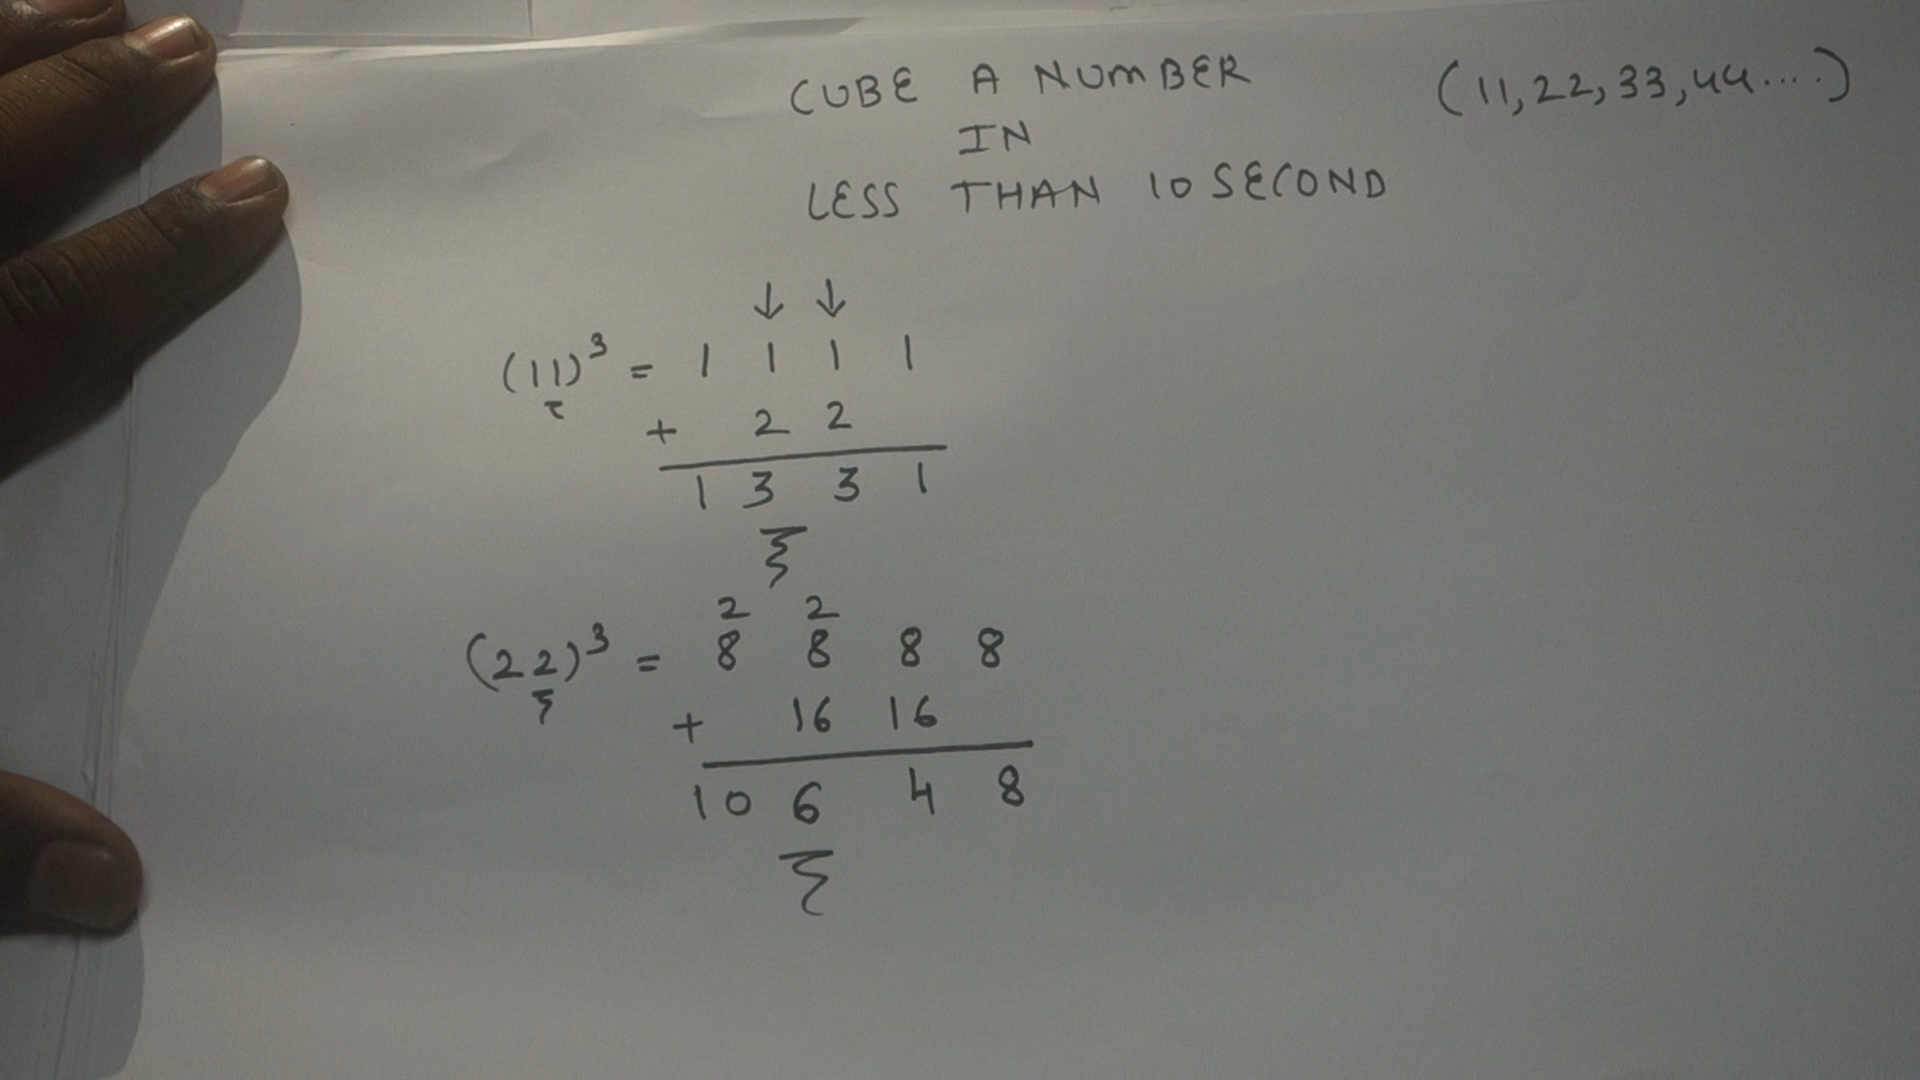 CUBE A NUMBER (11,22,33,44....)
IN
LESS THAN 10 SECOND
↓ ↓
(11)³ = 1 1 1 1
+ 2 2
1 3 3 1
2 2
(22)³ = 8 8 8 8
+ 16 16
10 6 4 8